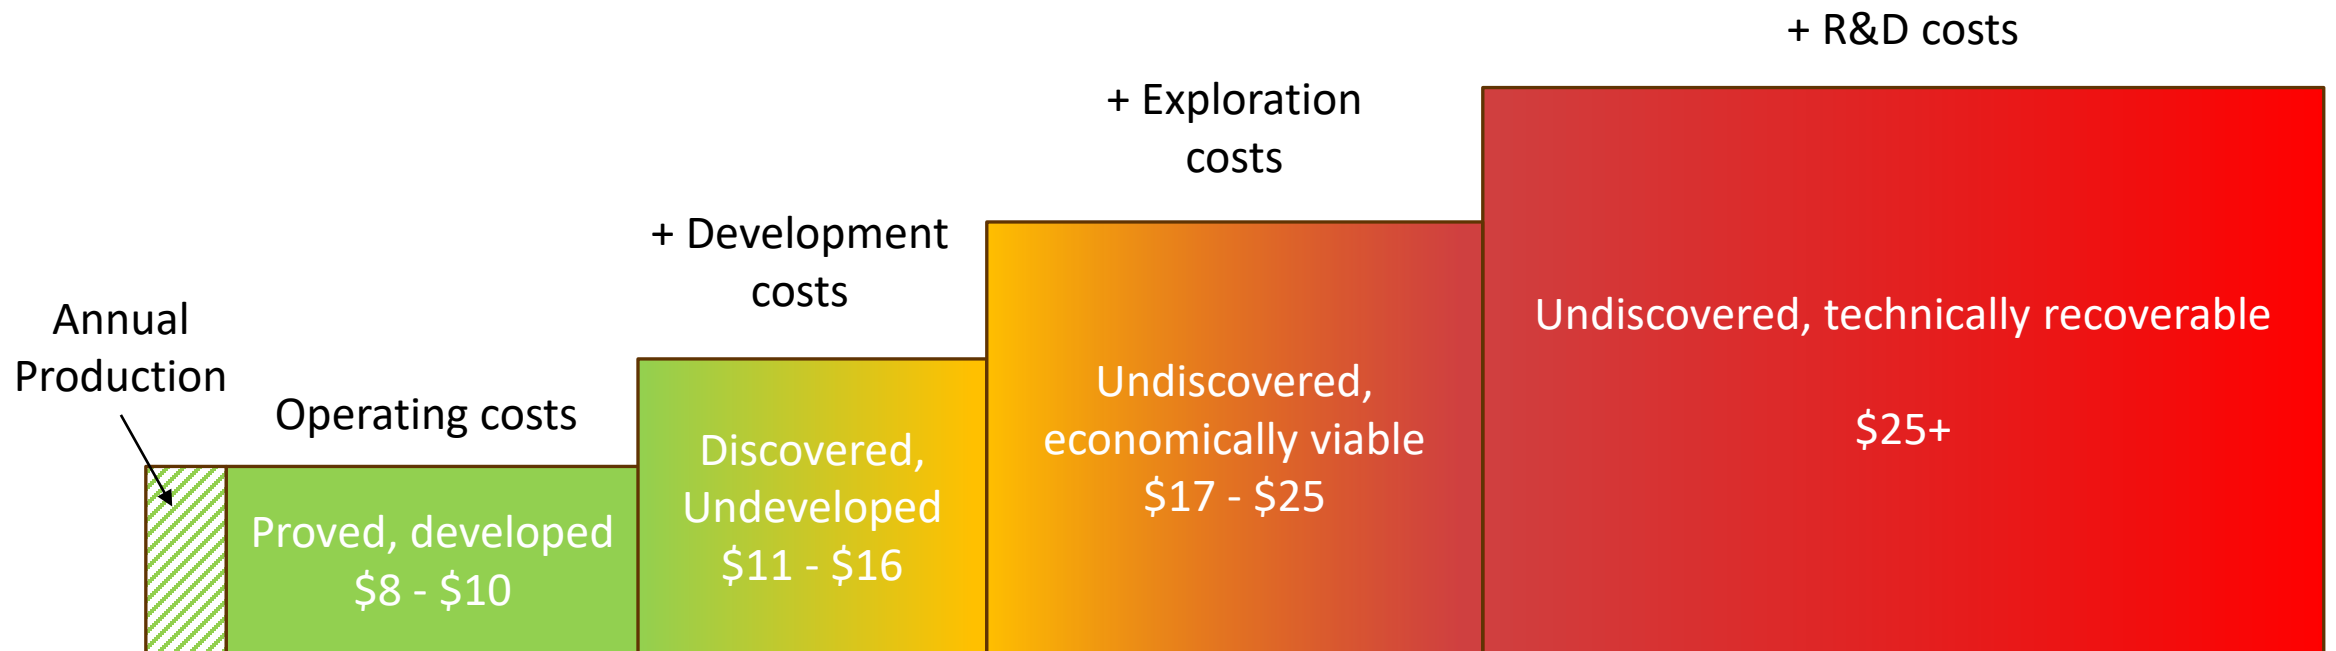 Annual
Production
Operating costs
Proved, developed
$8 - $10
+ Development
costs
Discovered,
Undeveloped
$11 - $16
+ Exploration
costs
Undiscovered,
economically viable
$17 - $25
+ R&D costs
Undiscovered, technically recoverable
$25+